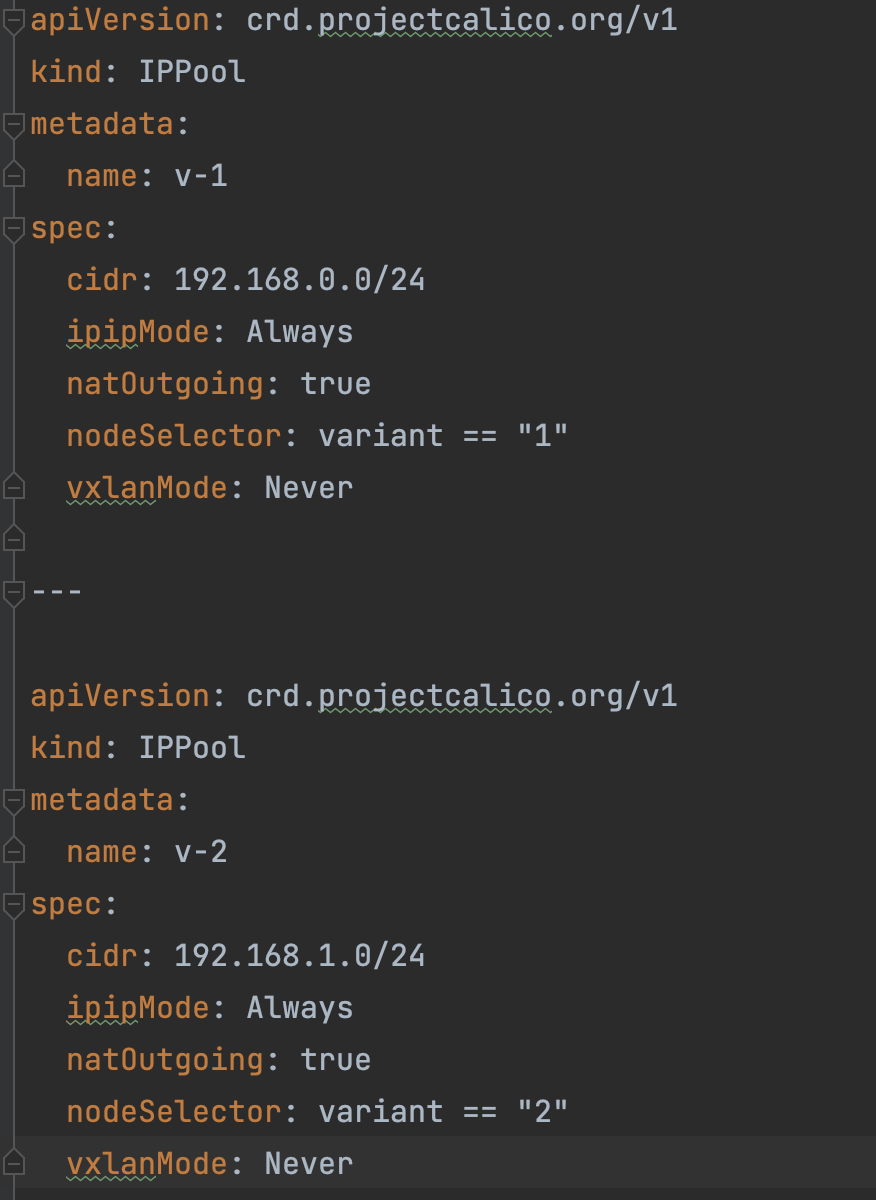 apiVersion: crd.projectcalico.org/v1
kind: IPPool
metadata:
  name: v-1
spec:
  cidr: 192.168.0.0/24
  ipipMode: Always
  natOutgoing: true
  nodeSelector: variant == "1"
  vxlanMode: Never
---
apiVersion: crd.projectcalico.org/v1
kind: IPPool
metadata:
  name: v-2
spec:
  cidr: 192.168.1.0/24
  ipipMode: Always
  natOutgoing: true
  nodeSelector: variant == "2"
  vxlanMode: Never